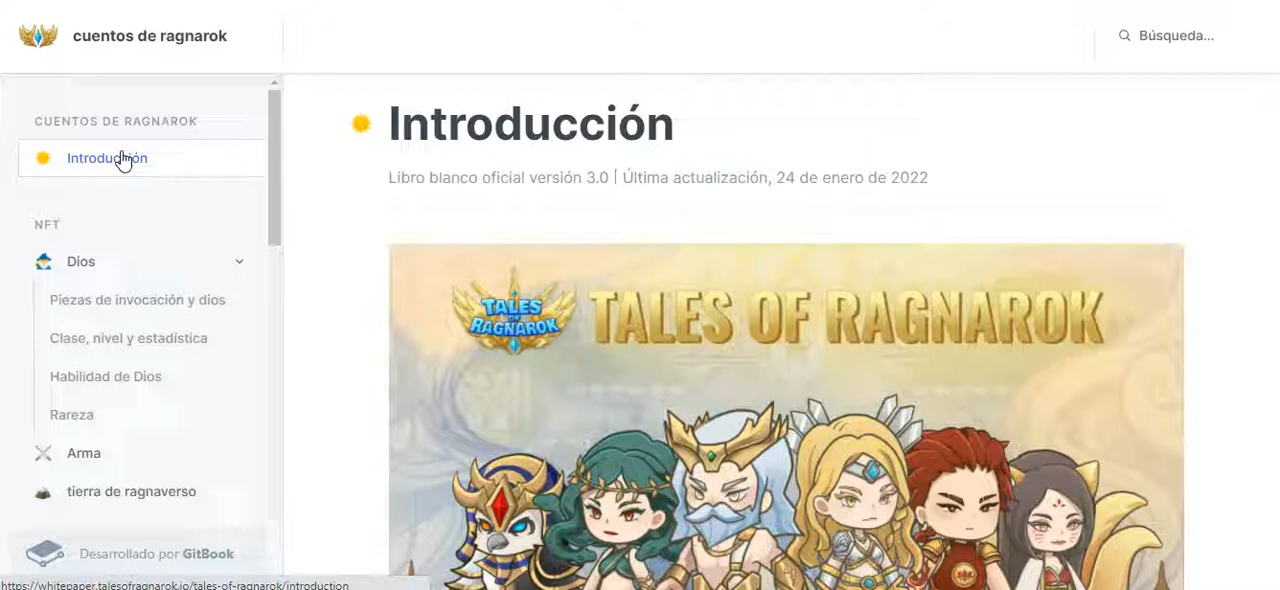 cuentos de ragnarok
Búsqueda...
CUENTOS DE RAGNAROK
Introducción
NFT
Dios
Piezas de invocación y dios
Clase, nivel y estadística
Habilidad de Dios
Rareza
Arma
tierra de ragnaverso
Desarrollado por GitBook
https://whitepaper.talesofragnarok.io/tales-of-ragnarok/introduction
Introducción
Libro blanco oficial versión 3.0 | Última actualización, 24 de enero de 2022
TALES OF RAGNAROK
TALES OF RAGNAROK